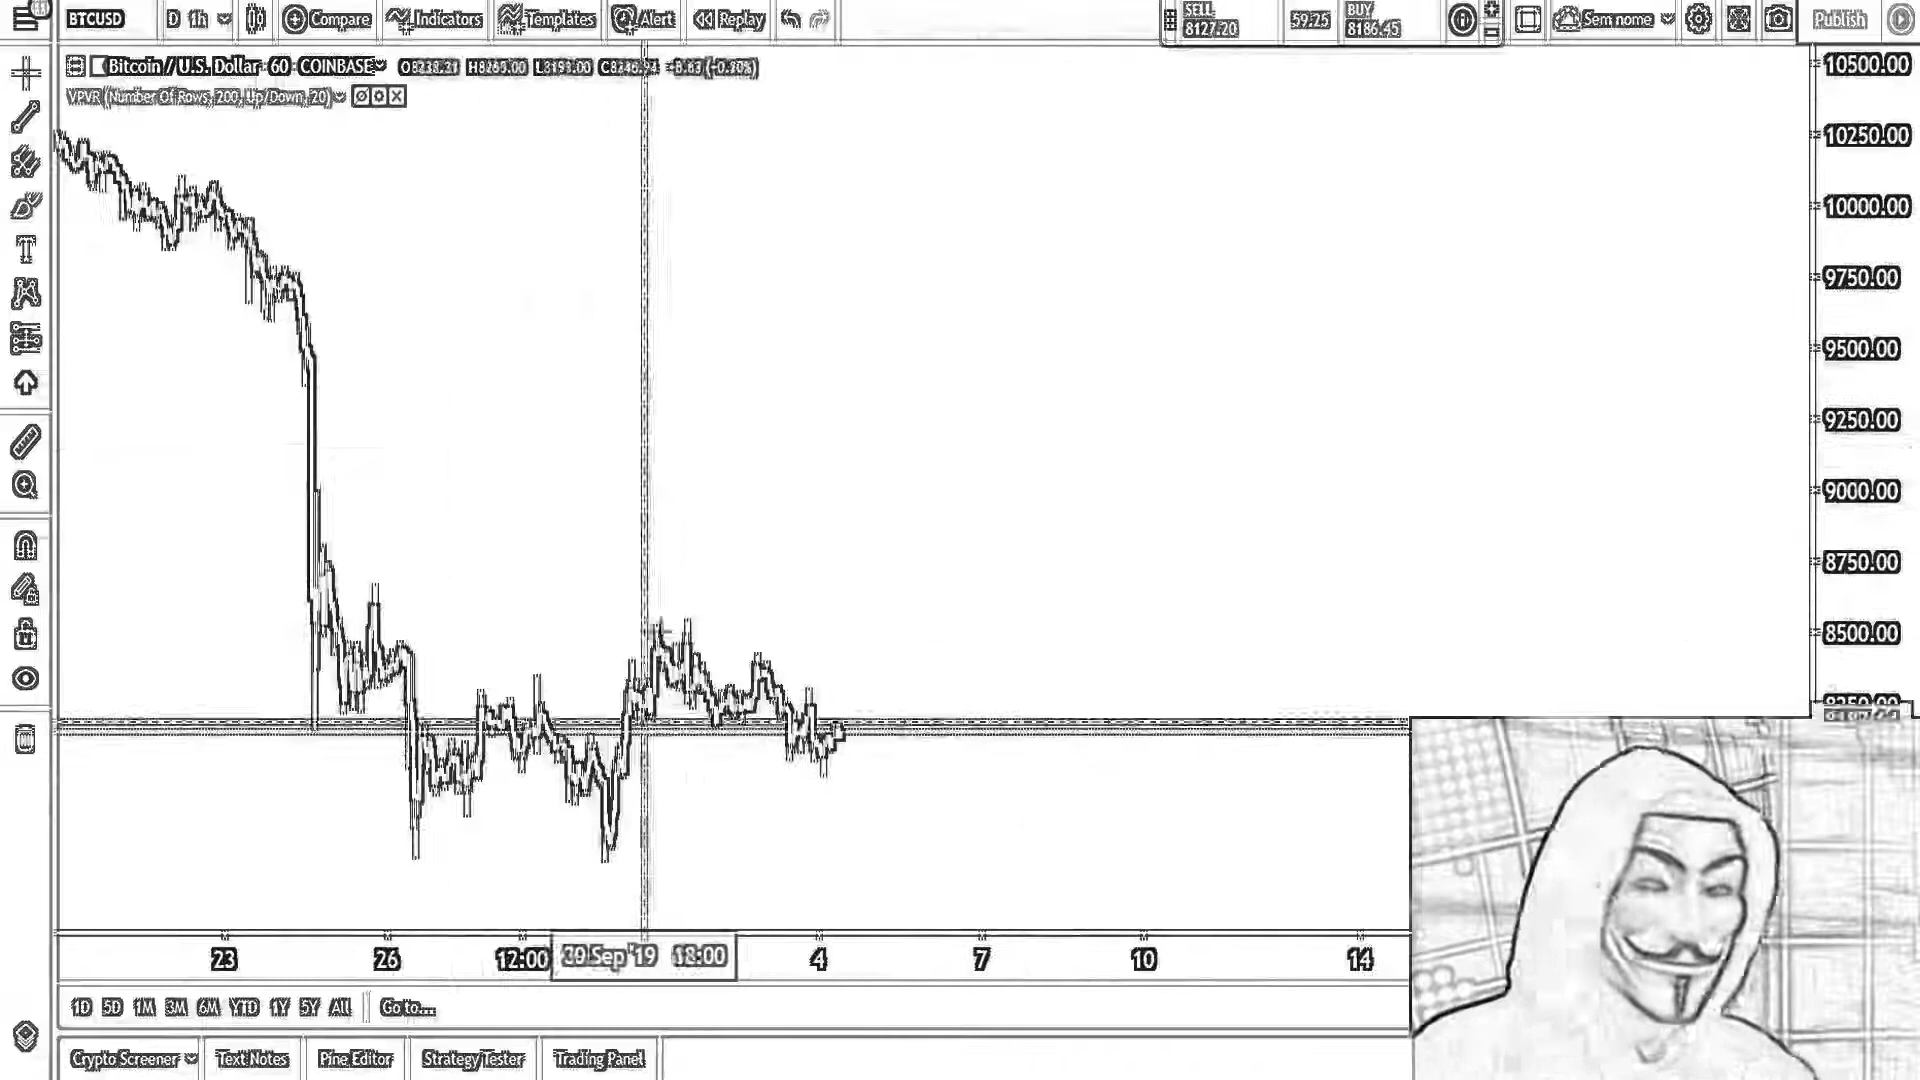 BTCUSD D 1h Compare Indicators Templates Alert Replay SELL 8127.20 59.25 BUY 8186.45 Sem nome Publish
Bitcoin / U.S. Dollar 60 COINBASE
VPVR (Number Of Rows, 200, Up/Down, 20)
10500.00
10250.00
10000.00
9750.00
9500.00
9250.00
9000.00
8750.00
8500.00
8250.00
23 26 12:00 30 Sep '19 18:00 4 7 10 14
1D 5D 1M 3M 6M YTD 1Y 5Y All Go to...
Crypto Screener Text Notes Pine Editor Strategy Tester Trading Panel